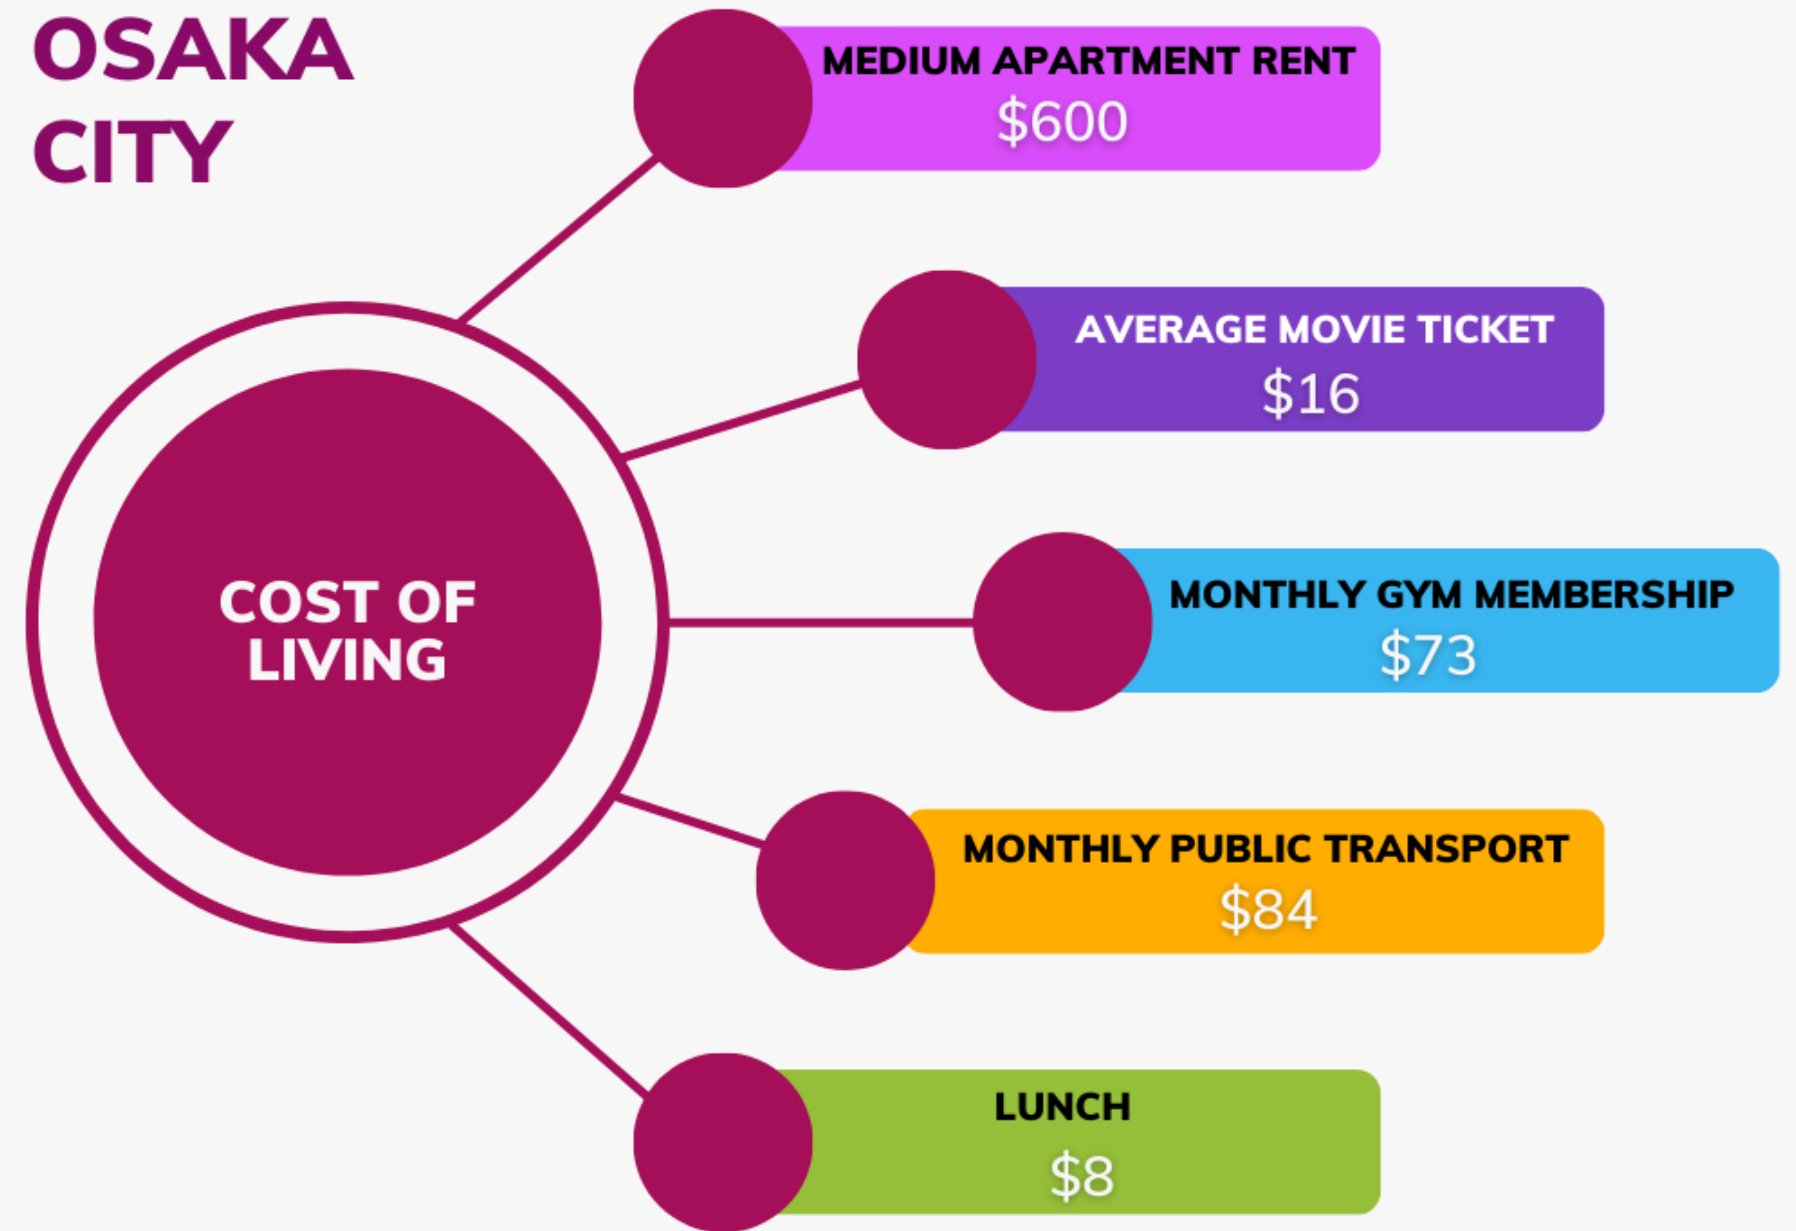 OSAKA
CITY
MEDIUM APARTMENT RENT
$600
AVERAGE MOVIE TICKET
$16
COST OF
LIVING
MONTHLY GYM MEMBERSHIP
$73
MONTHLY PUBLIC TRANSPORT
$84
LUNCH
$8